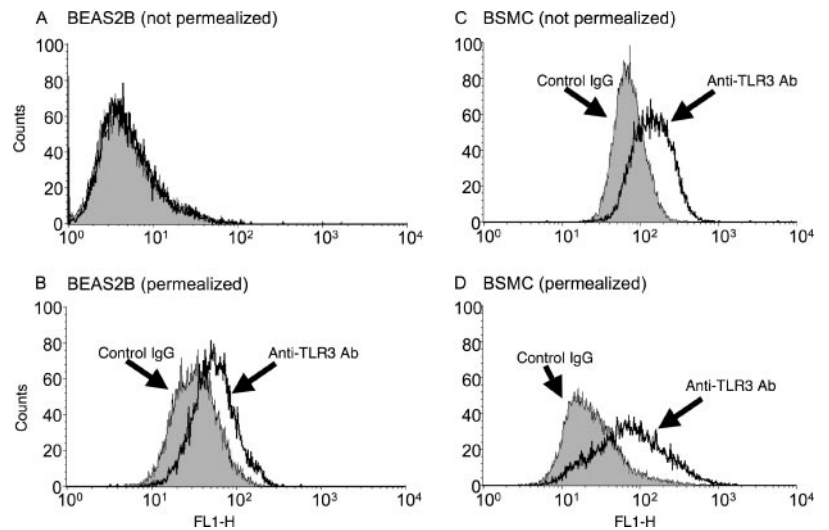 A BEAS2B (not permealized)
100
80
60
40
20
0
Counts
10⁰ 10¹ 10² 10³ 10⁴
B BEAS2B (permealized)
100
80
60
40
20
0
Counts
Control IgG
Anti-TLR3 Ab
10⁰ 10¹ 10² 10³ 10⁴
FL1-H
C BSMC (not permealized)
100
80
60
40
20
0
Control IgG
Anti-TLR3 Ab
10⁰ 10¹ 10² 10³ 10⁴
D BSMC (permealized)
100
80
60
40
20
0
Control IgG
Anti-TLR3 Ab
10⁰ 10¹ 10² 10³ 10⁴
FL1-H